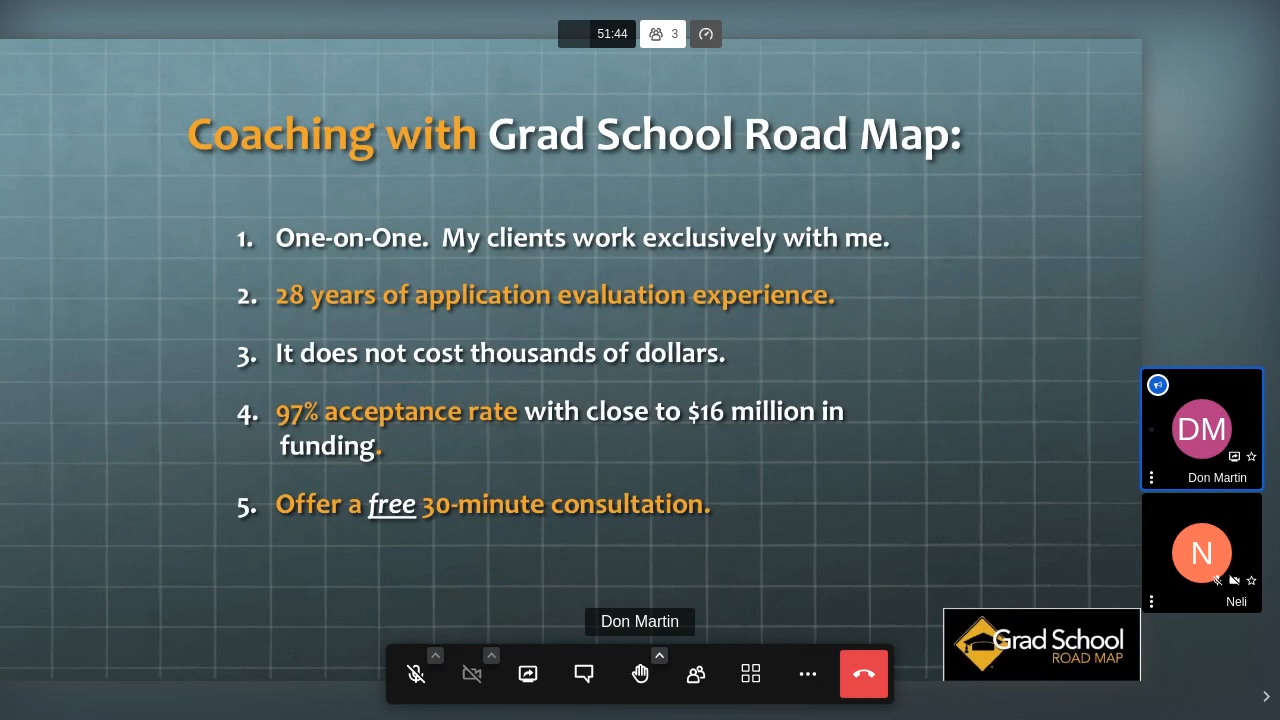 51:44
3
Coaching with Grad School Road Map:
1. One-on-One. My clients work exclusively with me.
2. 28 years of application evaluation experience.
3. It does not cost thousands of dollars.
4. 97% acceptance rate with close to $16 million in
funding.
5. Offer a free 30-minute consultation.
DM
Don Martin
N
Neli
Don Martin
Grad School
ROAD MAP